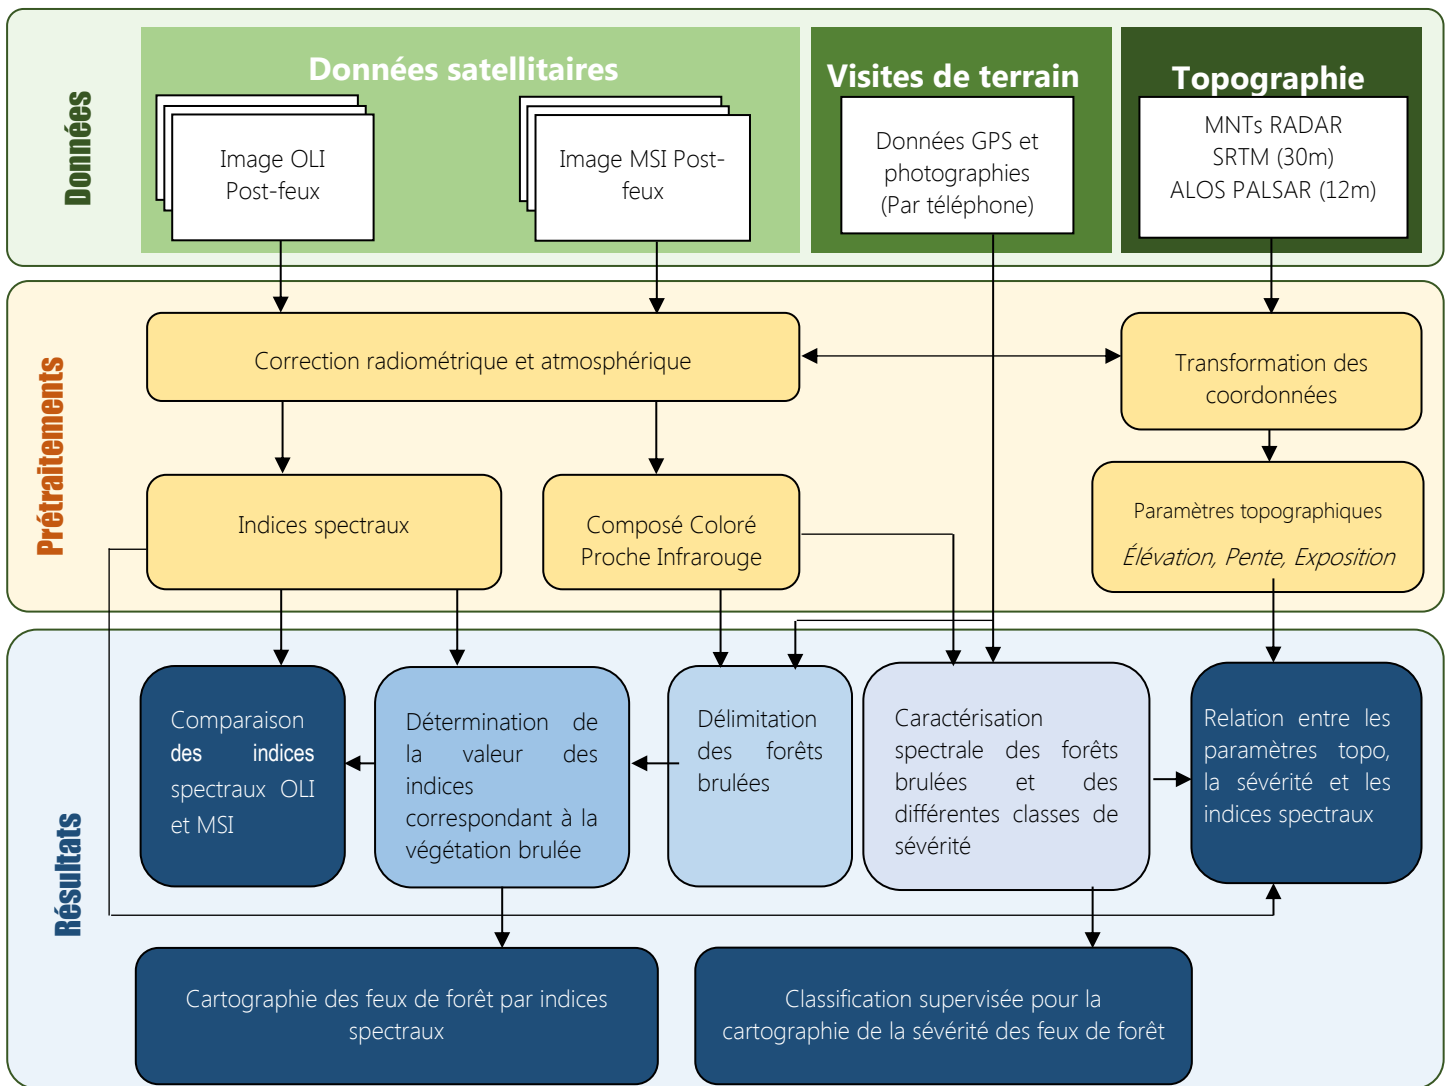 Données
Données satellitaires
Image OLI
Post-feux
Image MSI Post-
feux
Visites de terrain
Données GPS et
photographies
(Par téléphone)
Topographie
MNTs RADAR
SRTM (30m)
ALOS PALSAR (12m)
Prétraitements
Correction radiométrique et atmosphérique
Transformation des
coordonnées
Indices spectraux
Composé Coloré
Proche Infrarouge
Paramètres topographiques
Élévation, Pente, Exposition
Résultats
Comparaison
des indices
spectraux OLI
et MSI
Détermination de
la valeur des
indices
correspondant à la
végétation brulée
Délimitation
des forêts
brulées
Caractérisation
spectrale des forêts
brulées et des
différentes classes de
sévérité
Relation entre les
paramètres topo,
la sévérité et les
indices spectraux
Cartographie des feux de forêt par indices
spectraux
Classification supervisée pour la
cartographie de la sévérité des feux de forêt